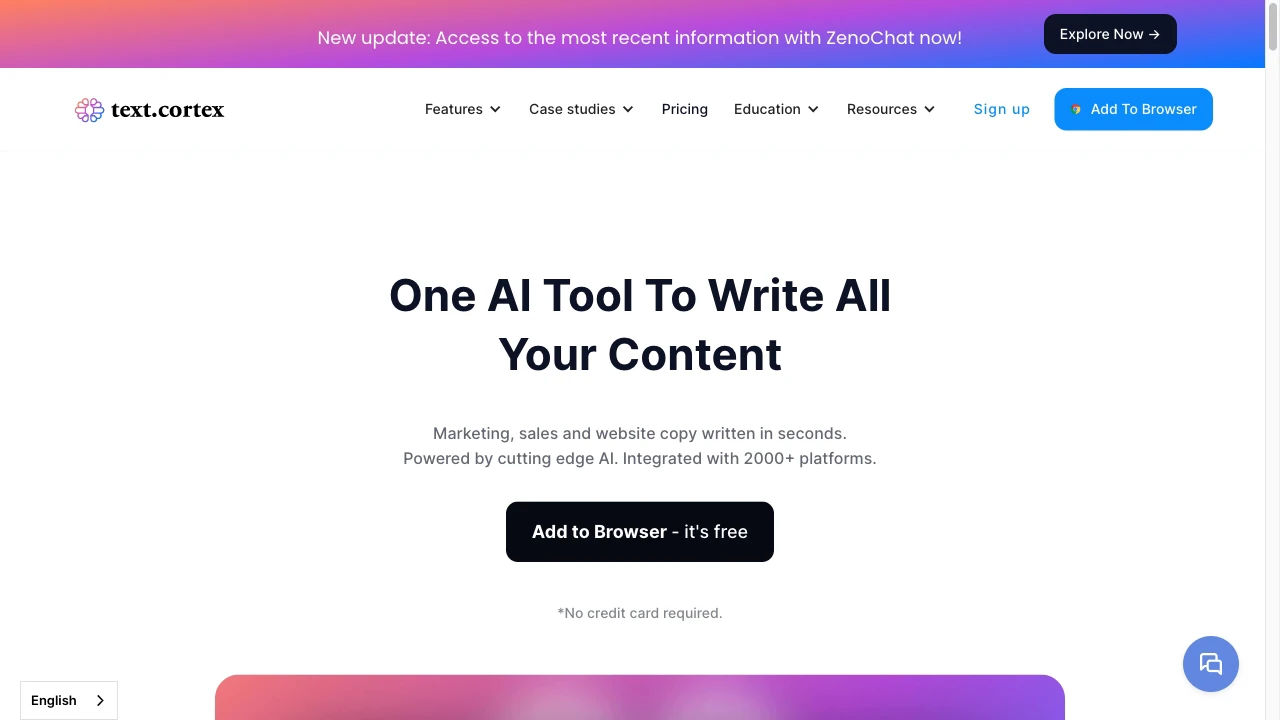 New update: Access to the most recent information with ZenoChat now!
Explore Now →
text.cortex
Features
Case studies
Pricing
Education
Resources
Sign up
Add To Browser
One AI Tool To Write All
Your Content
Marketing, sales and website copy written in seconds.
Powered by cutting edge AI. Integrated with 2000+ platforms.
Add to Browser - it's free
*No credit card required.
English